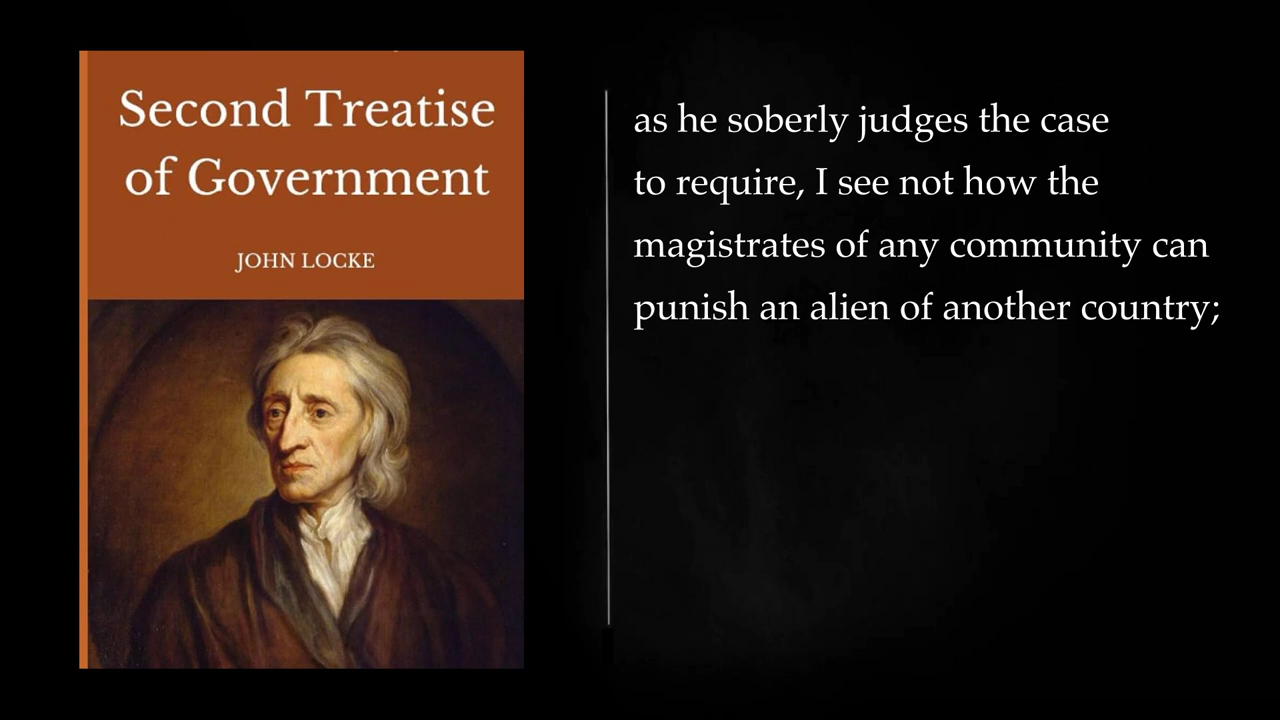 Second Treatise
of Government
JOHN LOCKE
as he soberly judges the case
to require, I see not how the
magistrates of any community can
punish an alien of another country;